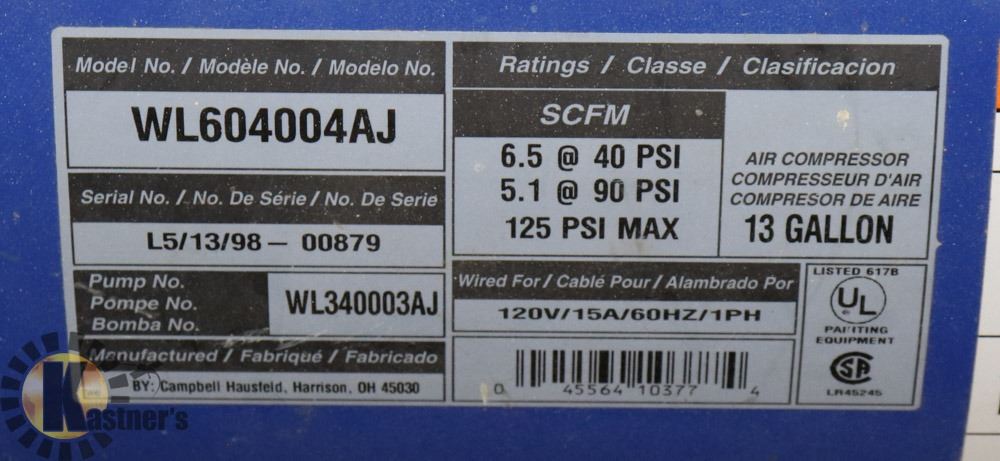 Model No. / Modèle No. / Modelo No.
WL604004AJ
Serial No. / No. De Série / No. De Serie
L5/13/98 – 00879
Pump No.
Pompe No.
Bomba No.
WL340003AJ
Manufactured / Fabriqué / Fabricado
BY: Campbell Hausfeld, Harrison, OH 45030
Ratings / Classe / Clasificacion
SCFM
6.5 @ 40 PSI
5.1 @ 90 PSI
125 PSI MAX
AIR COMPRESSOR
COMPRESSEUR D'AIR
COMPRESOR DE AIRE
13 GALLON
Wired For / Cablé Pour / Alambrado Por
120V/15A/60HZ/1PH
0 45564 10377 4
LISTED 617B
UL
PAINTING
EQUIPMENT
SA
LR45245
Kastner's